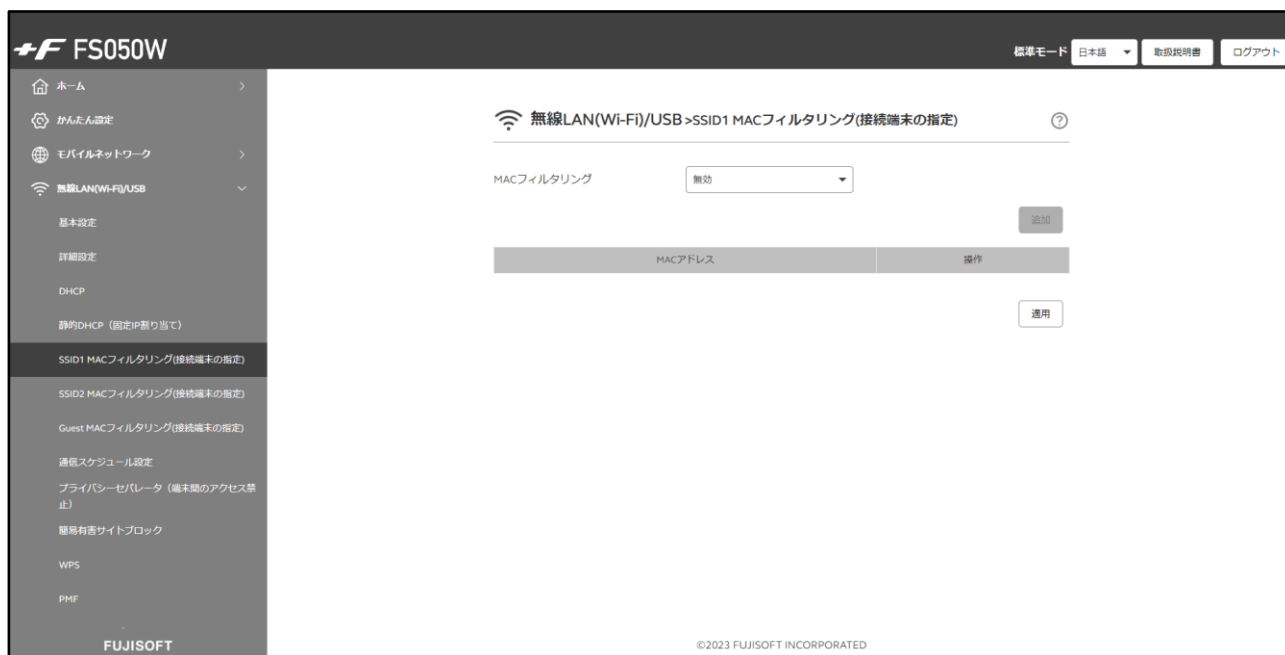 +F FS050W
標準モード 日本語 取扱説明書 ログアウト
ホーム
かんたん設定
モバイルネットワーク
無線LAN(Wi-Fi)/USB
基本設定
詳細設定
DHCP
静的DHCP（固定IP割り当て）
SSID1 MACフィルタリング(接続端末の指定)
SSID2 MACフィルタリング(接続端末の指定)
Guest MACフィルタリング(接続端末の指定)
通信スケジュール設定
プライバシーセパレータ（端末間のアクセス禁
止）
簡易有害サイトブロック
WPS
PMF
FUJISOFT
無線LAN(Wi-Fi)/USB>SSID1 MACフィルタリング(接続端末の指定)
MACフィルタリング 無効
追加
MACアドレス 操作
適用
©2023 FUJISOFT INCORPORATED